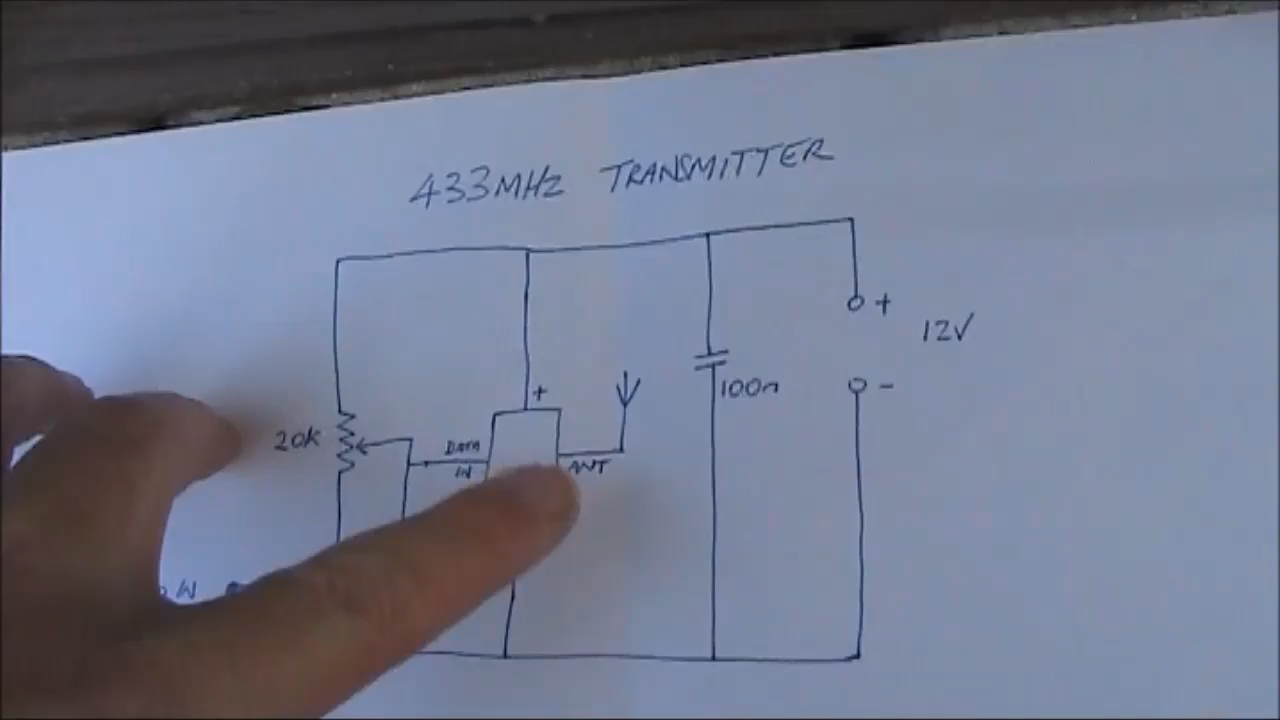 433MHZ TRANSMITTER
+
12V
+
-
100n
20K
DATA
IN
ANT